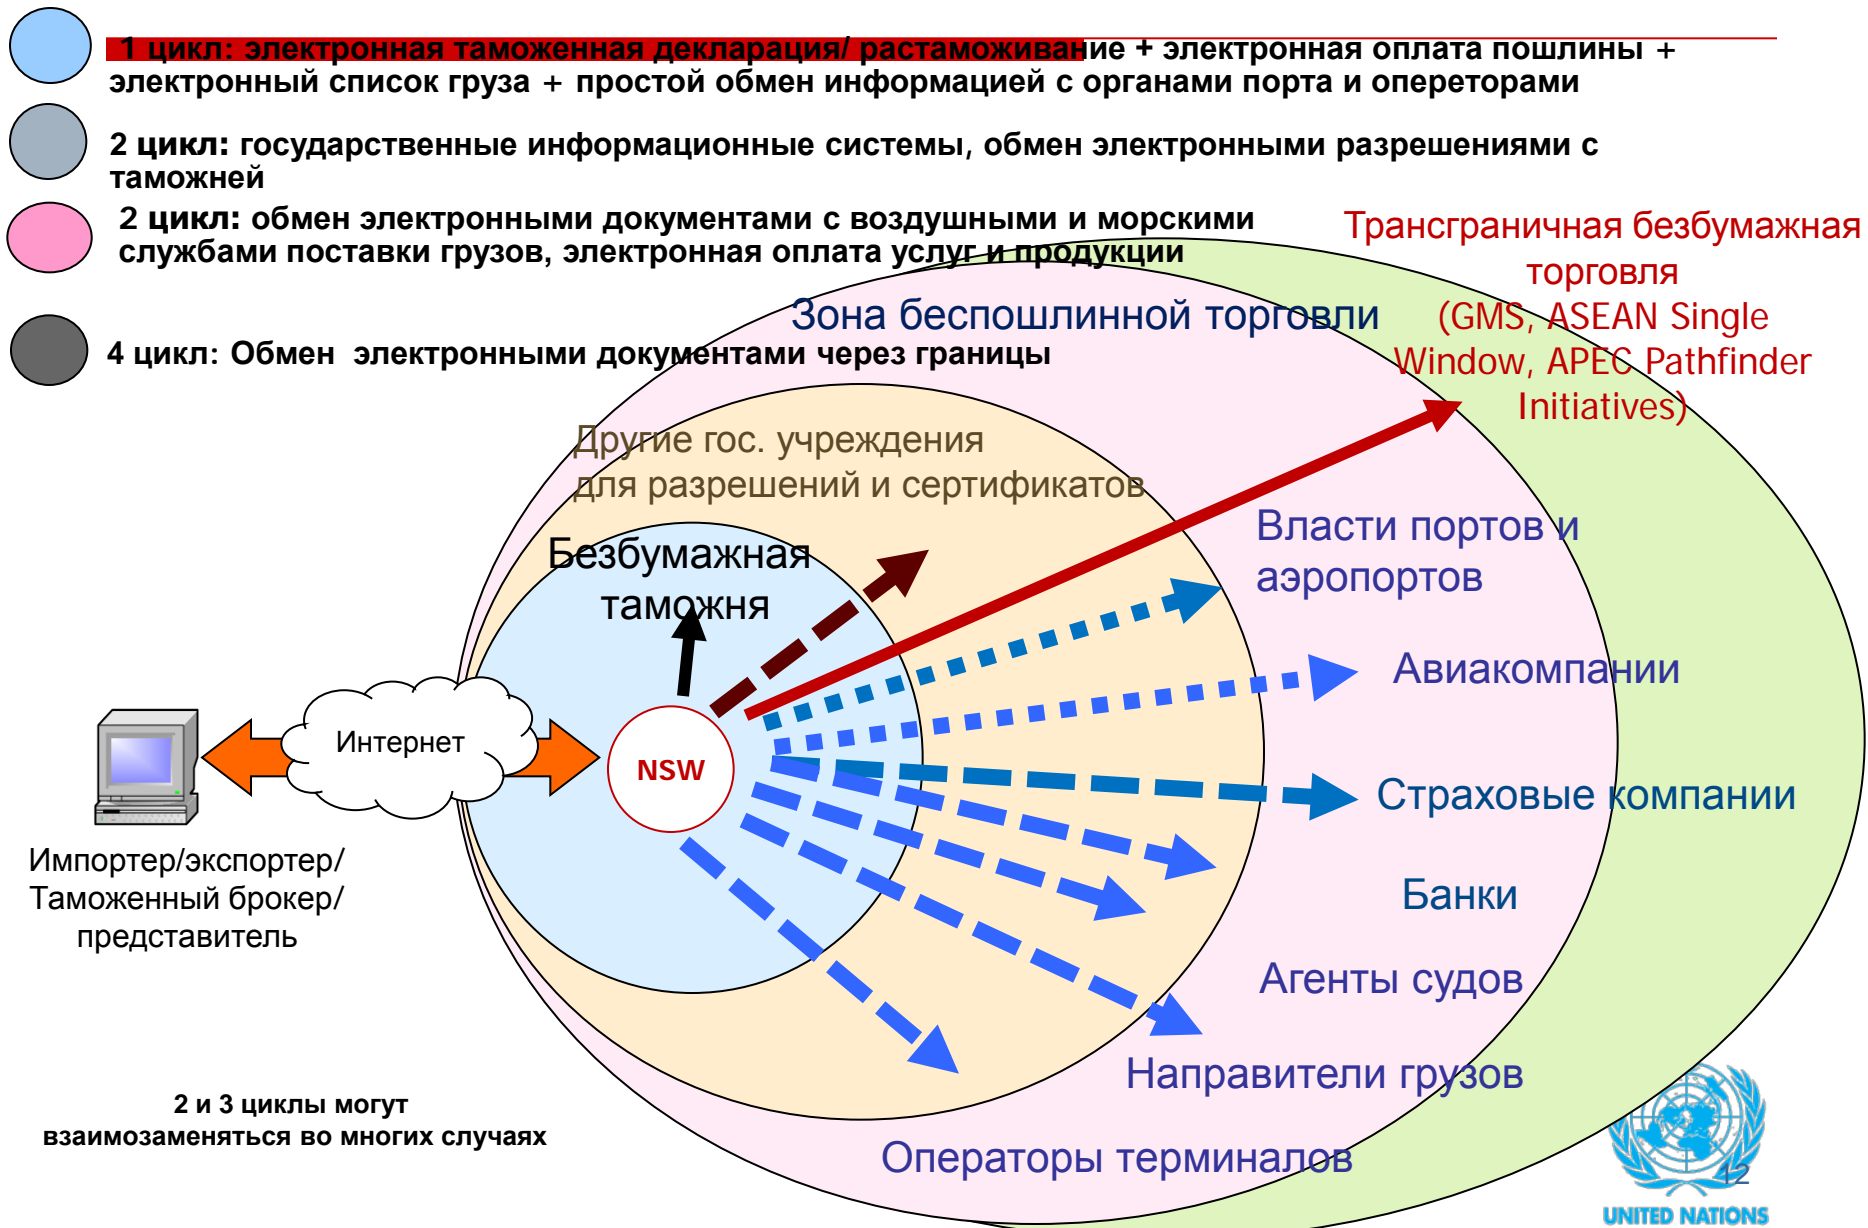 1 цикл: электронная таможенная декларация/ растаможивание + электронная оплата пошлины +
электронный список груза + простой обмен информацией с органами порта и опереторами
2 цикл: государственные информационные системы, обмен электронными разрешениями с
таможней
2 цикл: обмен электронными документами с воздушными и морскими
службами поставки грузов, электронная оплата услуг и продукции
4 цикл: Обмен электронными документами через границы
Трансграничная безбумажная
торговля
(GMS, ASEAN Single
Window, APEC Pathfinder
Initiatives)
Зона беспошлинной торговли
Другие гос. учреждения
для разрешений и сертификатов
Безбумажная
таможня
Власти портов и
аэропортов
Авиакомпании
Интернет
NSW
Страховые компании
Импортер/экспортер/
Таможенный брокер/
представитель
Банки
Агенты судов
Направители грузов
2 и 3 циклы могут
взаимозаменяться во многих случаях
Операторы терминалов
12
UNITED NATIONS